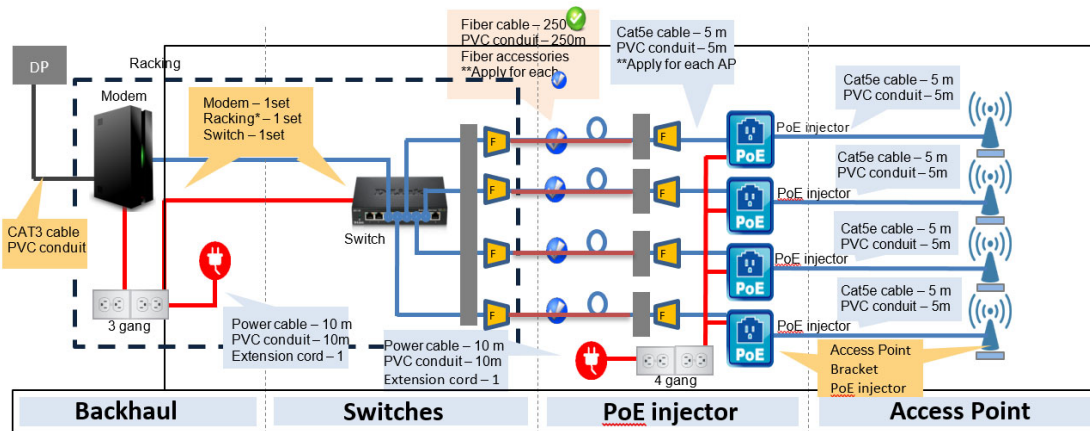 Fiber cable – 250
PVC conduit – 250m
Fiber accessories
**Apply for each
Cat5e cable – 5 m
PVC conduit – 5m
**Apply for each AP
DP
Racking
Modem
Modem – 1set
Racking* – 1 set
Switch – 1set
CAT3 cable
PVC conduit
Switch
3 gang
Power cable – 10 m
PVC conduit – 10m
Extension cord – 1
F
F
F
F
Power cable – 10 m
PVC conduit – 10m
Extension cord – 1
F
F
F
F
4 gang
PoE
PoE
PoE
PoE
Cat5e cable – 5 m
PVC conduit – 5m
PoE injector
Cat5e cable – 5 m
PVC conduit – 5m
PoE injector
Cat5e cable – 5 m
PVC conduit – 5m
PoE injector
Cat5e cable – 5 m
PVC conduit – 5m
PoE injector
Access Point
Bracket
PoE injector
Backhaul
Switches
PoE injector
Access Point